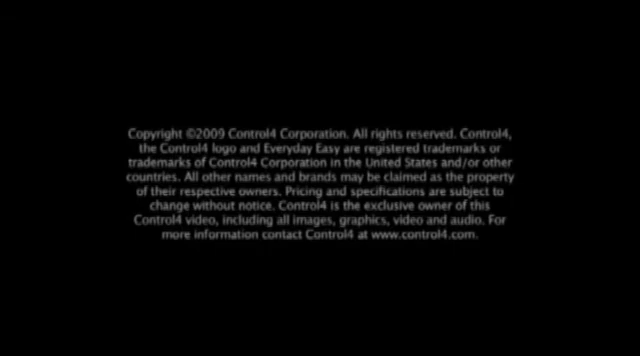 Copyright ©2009 Control4 Corporation. All rights reserved. Control4,
the Control4 logo and Everyday Easy are registered trademarks or
trademarks of Control4 Corporation in the United States and/or other
countries. All other names and brands may be claimed as the property
of their respective owners. Pricing and specifications are subject to
change without notice. Control4 is the exclusive owner of this
Control4 video, including all images, graphics, video and audio. For
more information contact Control4 at www.control4.com.